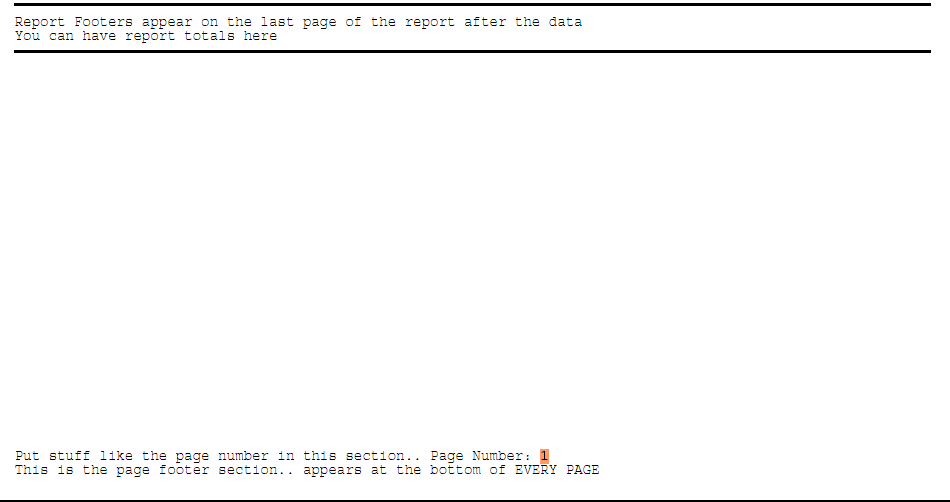 Report Footers appear on the last page of the report after the data
You can have report totals here
Put stuff like the page number in this section.. Page Number: 1
This is the page footer section.. appears at the bottom of EVERY PAGE